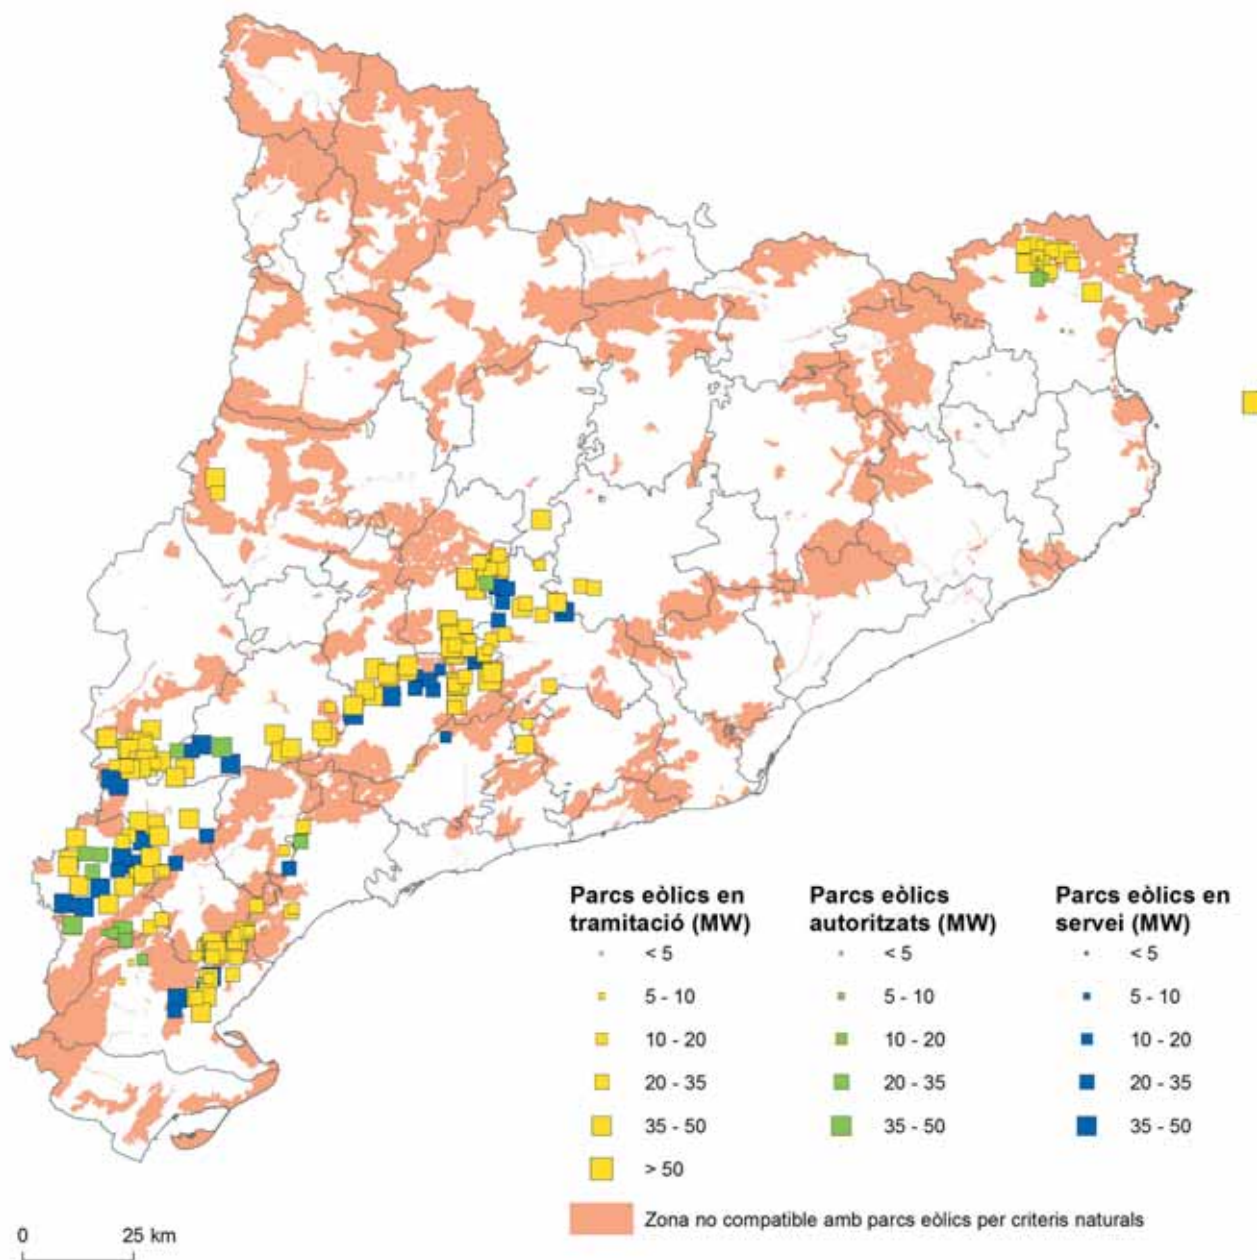 Parcs eòlics en
tramitació (MW)
< 5
5 - 10
10 - 20
20 - 35
35 - 50
> 50
Parcs eòlics
autoritzats (MW)
< 5
5 - 10
10 - 20
20 - 35
35 - 50
Parcs eòlics en
servei (MW)
< 5
5 - 10
10 - 20
20 - 35
35 - 50
Zona no compatible amb parcs eòlics per criteris naturals
0 25 km